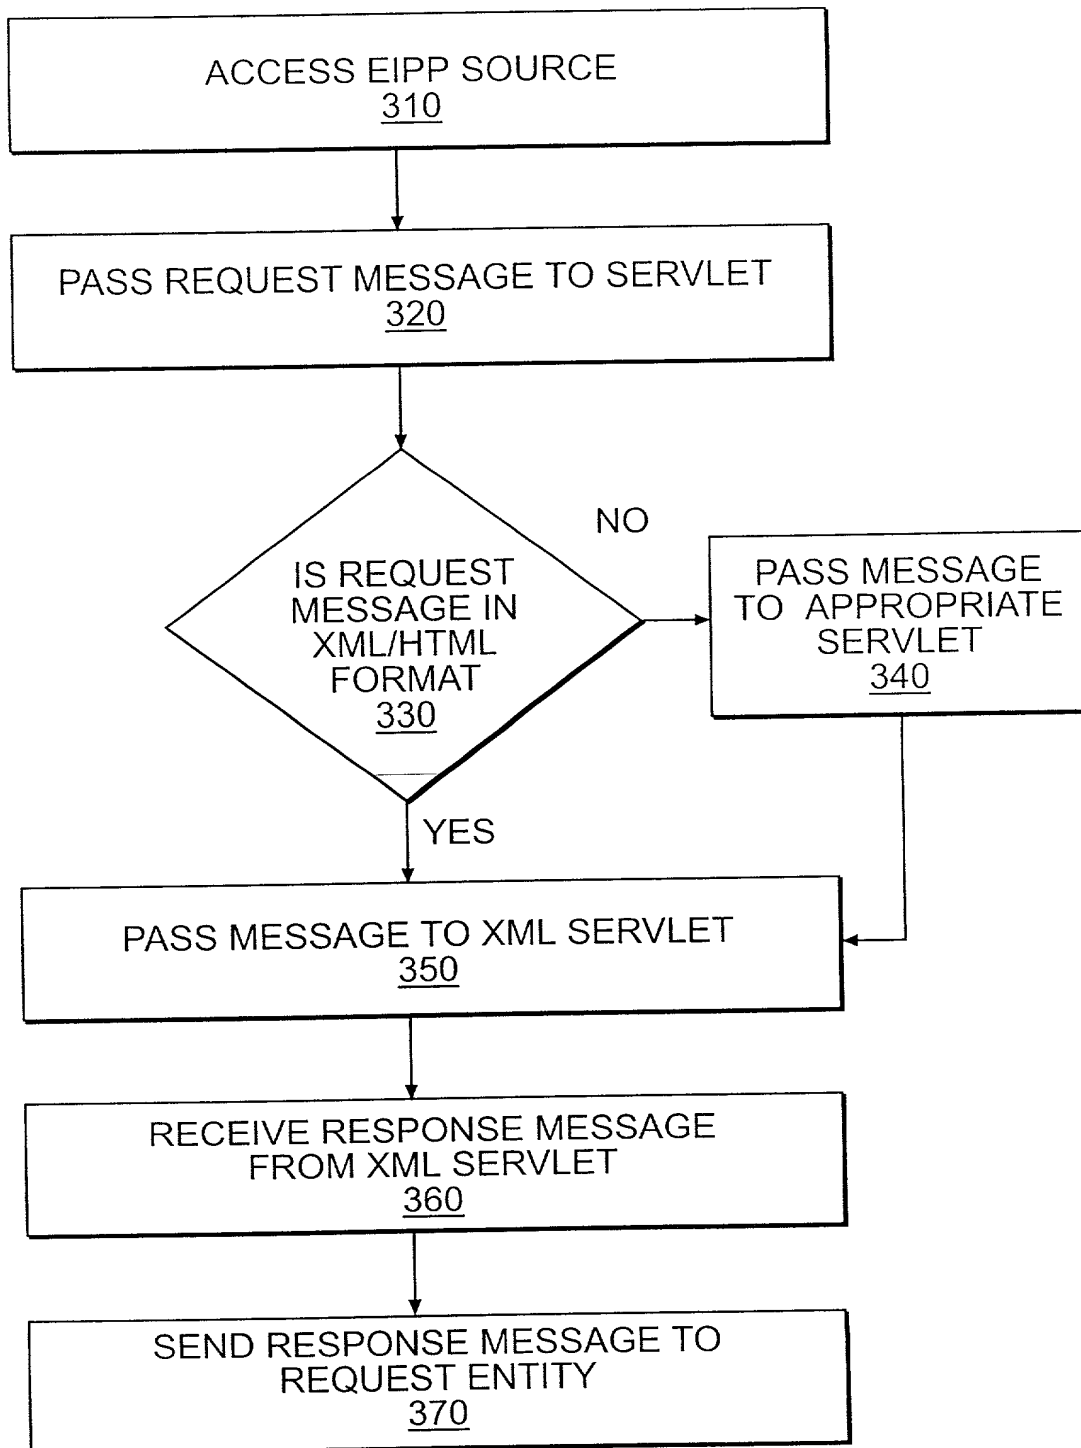 ACCESS EIPP SOURCE
310
PASS REQUEST MESSAGE TO SERVLET
320
IS REQUEST
MESSAGE IN
XML/HTML
FORMAT
330
NO
PASS MESSAGE
TO APPROPRIATE
SERVLET
340
YES
PASS MESSAGE TO XML SERVLET
350
RECEIVE RESPONSE MESSAGE
FROM XML SERVLET
360
SEND RESPONSE MESSAGE TO
REQUEST ENTITY
370